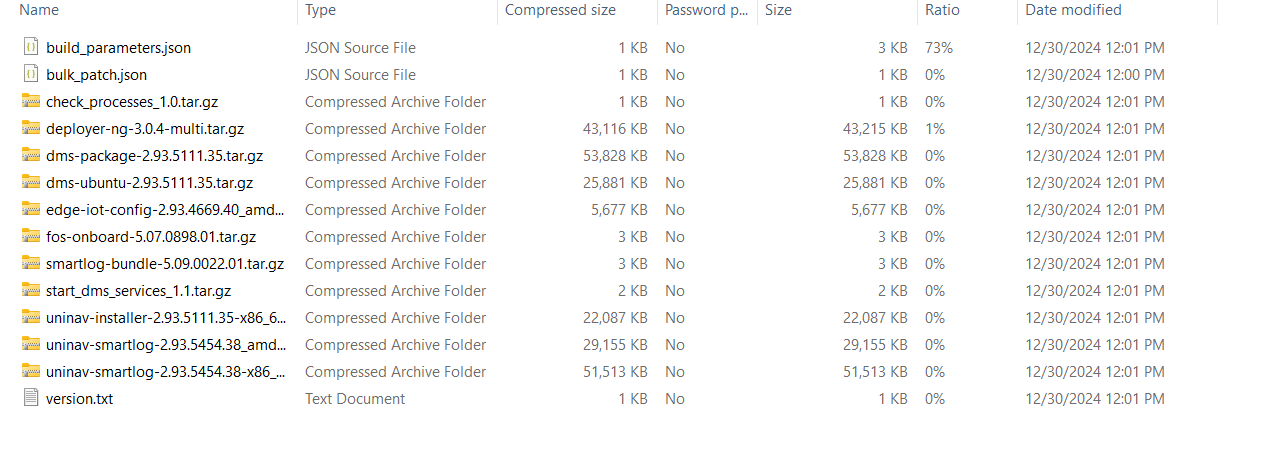 Name Type Compressed size Password p... Size Ratio Date modified
build_parameters.json JSON Source File 1 KB No 3 KB 73% 12/30/2024 12:01 PM
bulk_patch.json JSON Source File 1 KB No 1 KB 0% 12/30/2024 12:00 PM
check_processes_1.0.tar.gz Compressed Archive Folder 1 KB No 1 KB 0% 12/30/2024 12:01 PM
deployer-ng-3.0.4-multi.tar.gz Compressed Archive Folder 43,116 KB No 43,215 KB 1% 12/30/2024 12:01 PM
dms-package-2.93.5111.35.tar.gz Compressed Archive Folder 53,828 KB No 53,828 KB 0% 12/30/2024 12:01 PM
dms-ubuntu-2.93.5111.35.tar.gz Compressed Archive Folder 25,881 KB No 25,881 KB 0% 12/30/2024 12:01 PM
edge-iot-config-2.93.4669.40_amd... Compressed Archive Folder 5,677 KB No 5,677 KB 0% 12/30/2024 12:01 PM
fos-onboard-5.07.0898.01.tar.gz Compressed Archive Folder 3 KB No 3 KB 0% 12/30/2024 12:01 PM
smartlog-bundle-5.09.0022.01.tar.gz Compressed Archive Folder 3 KB No 3 KB 0% 12/30/2024 12:01 PM
start_dms_services_1.1.tar.gz Compressed Archive Folder 2 KB No 2 KB 0% 12/30/2024 12:01 PM
uninav-installer-2.93.5111.35-x86_6... Compressed Archive Folder 22,087 KB No 22,087 KB 0% 12/30/2024 12:01 PM
uninav-smartlog-2.93.5454.38_amd... Compressed Archive Folder 29,155 KB No 29,155 KB 0% 12/30/2024 12:01 PM
uninav-smartlog-2.93.5454.38-x86_... Compressed Archive Folder 51,513 KB No 51,513 KB 0% 12/30/2024 12:01 PM
version.txt Text Document 1 KB No 1 KB 0% 12/30/2024 12:01 PM